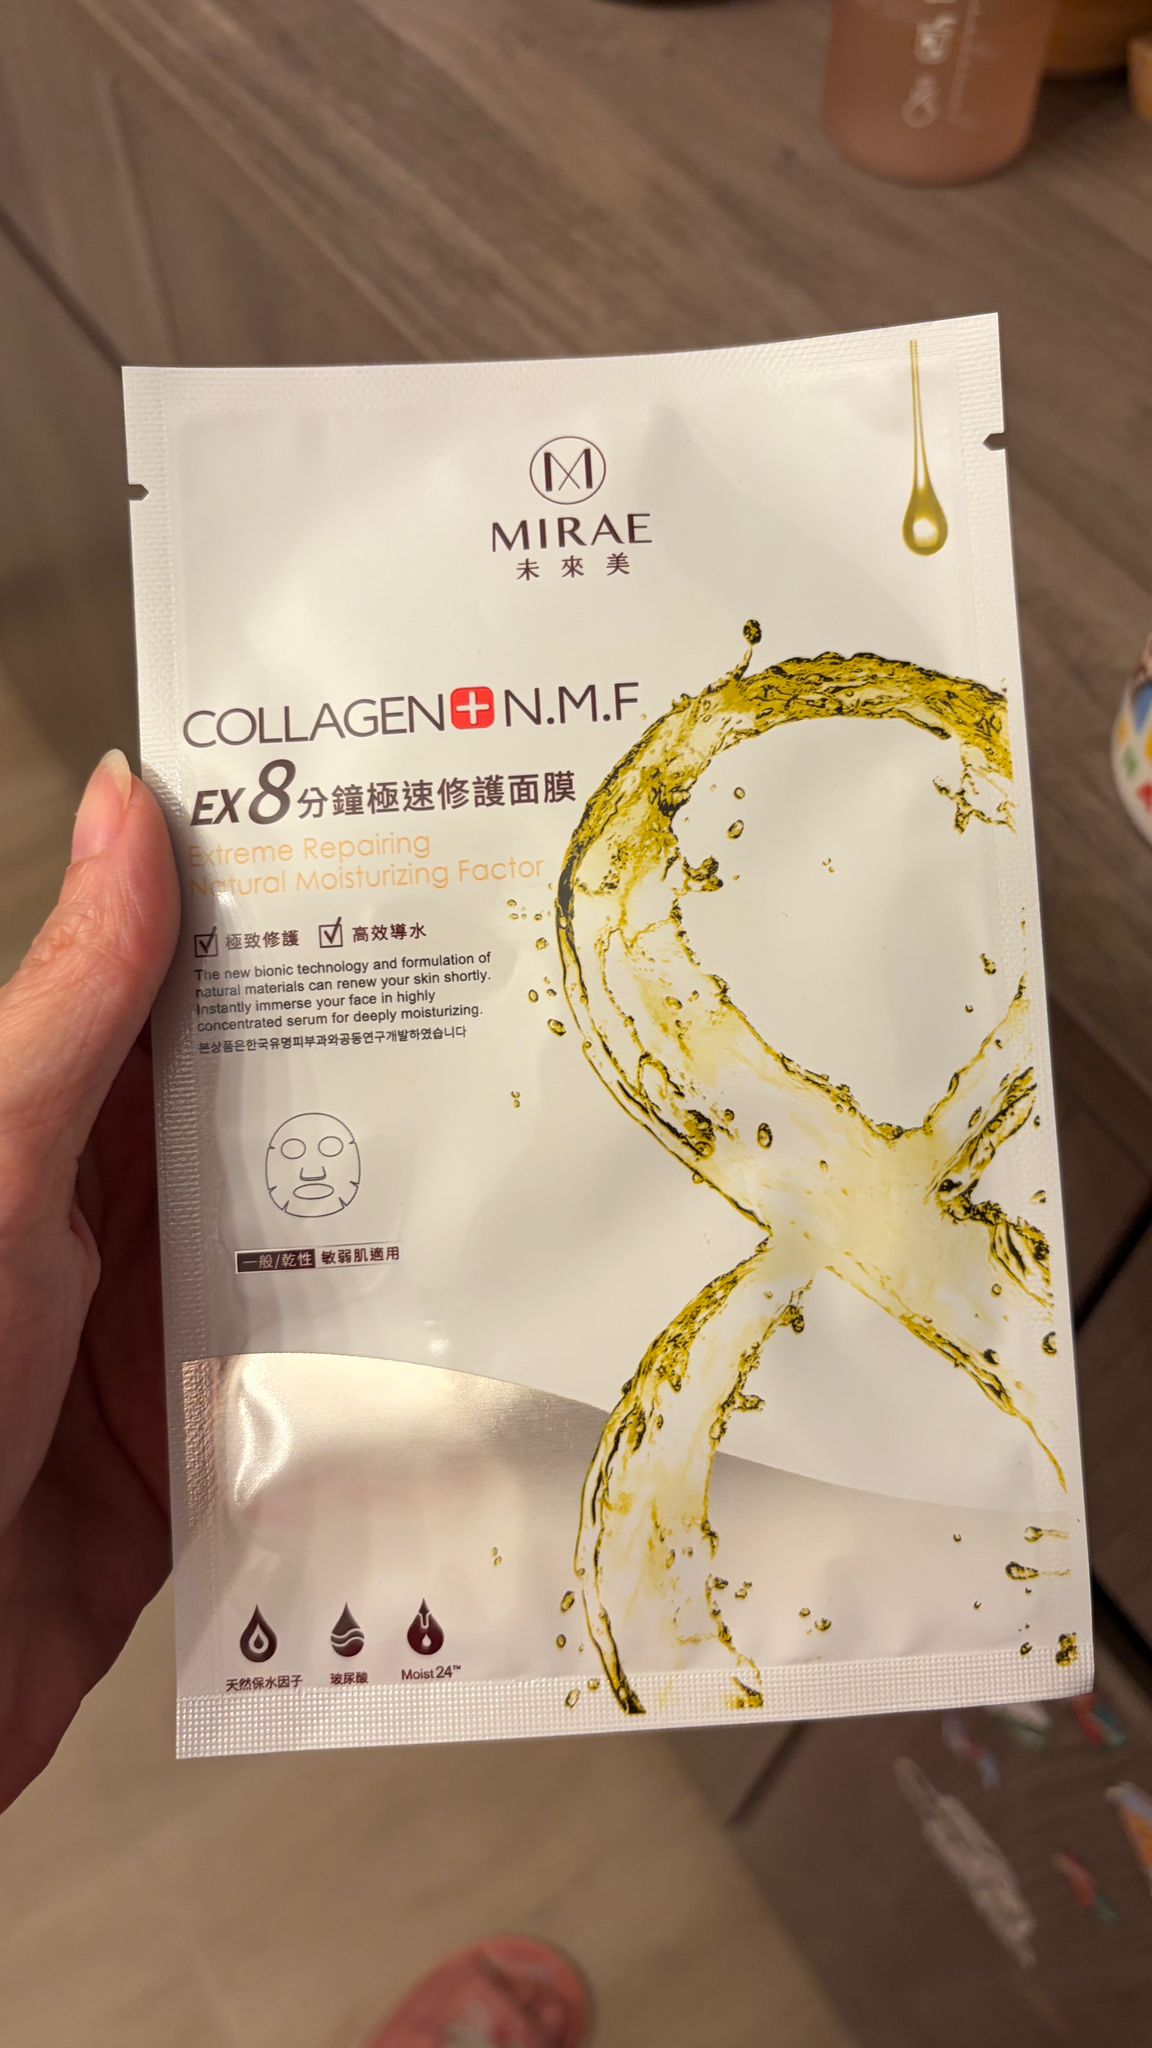 MIRAE
未來美
COLLAGEN+N.M.F
EX8分鐘極速修護面膜
Extreme Repairing
Natural Moisturizing Factor
極致修護 高效導水
The new bionic technology and formulation of
natural materials can renew your skin shortly.
Instantly immerse your face in highly
concentrated serum for deeply moisturizing.
본상품은한국유명피부과와공동연구개발하였습니다
一般/乾性 敏弱肌適用
天然保水因子 玻尿酸 Moist24™